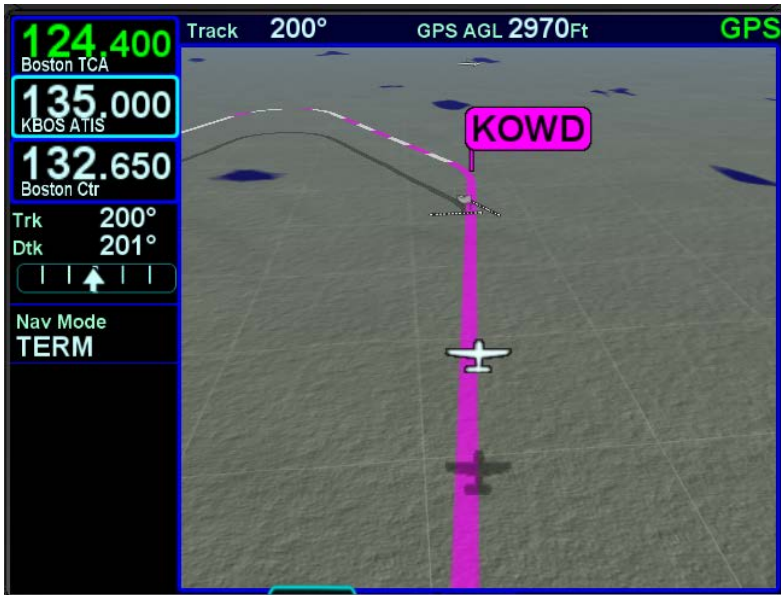 124.400
Boston TCA
135.000
KBOS ATIS
132.650
Boston Ctr
Trk 200°
Dtk 201°
Nav Mode
TERM
Track 200° GPS AGL 2970Ft GPS
KOWD